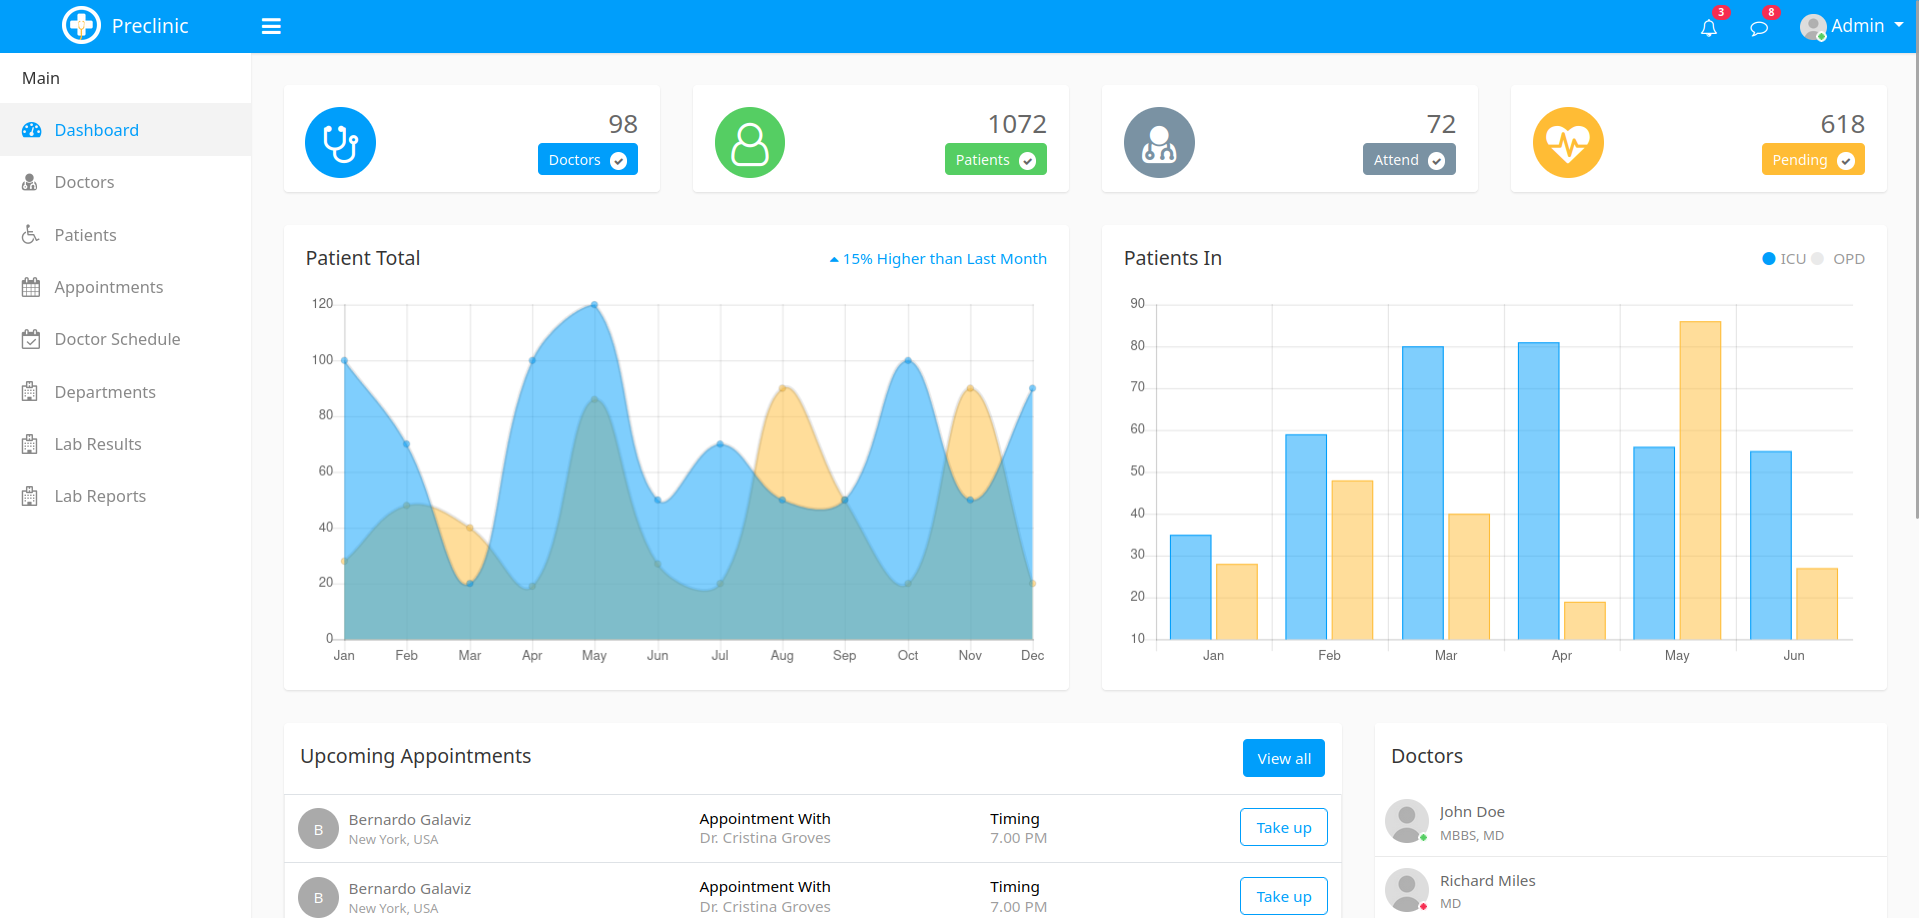 Preclinic
3
8
Admin
Main
Dashboard
Doctors
Patients
Appointments
Doctor Schedule
Departments
Lab Results
Lab Reports
98
Doctors
1072
Patients
72
Attend
618
Pending
Patient Total
15% Higher than Last Month
120
100
80
60
40
20
0
Jan Feb Mar Apr May Jun Jul Aug Sep Oct Nov Dec
Patients In
ICU OPD
90
80
70
60
50
40
30
20
10
Jan Feb Mar Apr May Jun
Upcoming Appointments
View all
B
Bernardo Galaviz
New York, USA
Appointment With
Dr. Cristina Groves
Timing
7.00 PM
Take up
B
Bernardo Galaviz
New York, USA
Appointment With
Dr. Cristina Groves
Timing
7.00 PM
Take up
Doctors
John Doe
MBBS, MD
Richard Miles
MD